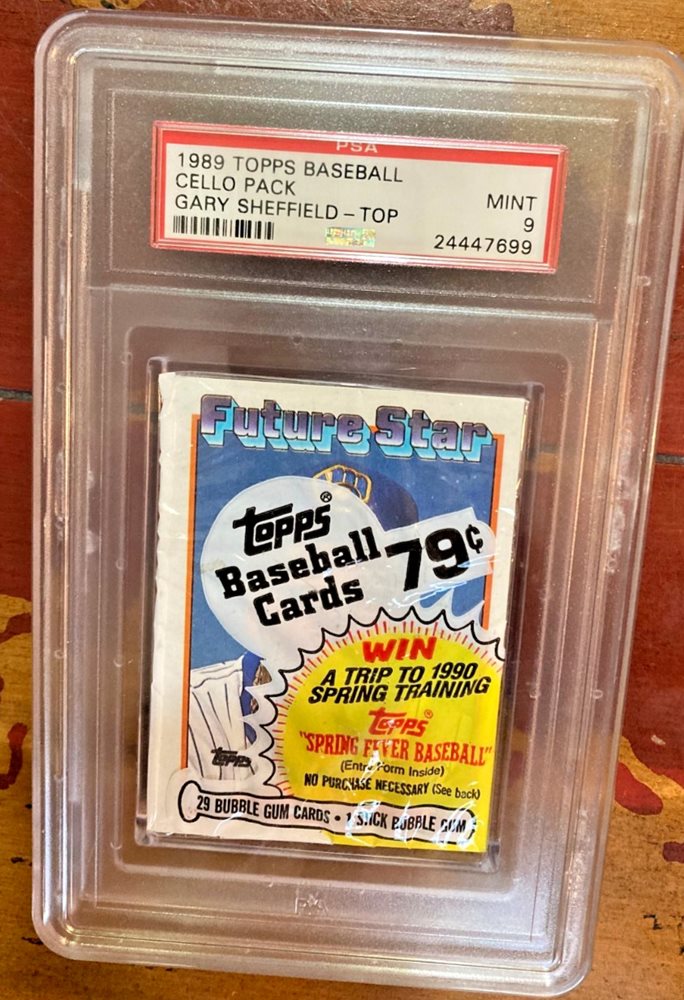 PSA
1989 TOPPS BASEBALL
CELLO PACK MINT
GARY SHEFFIELD - TOP 9
24447699
Future Star
topps®
Baseball 79¢
Cards
WIN
A TRIP TO 1990
SPRING TRAINING
topps®
"SPRING FEVER BASEBALL"
(Entry Form Inside)
NO PURCHASE NECESSARY (See back)
topps
29 BUBBLE GUM CARDS • 1 STICK BUBBLE GUM
PSA